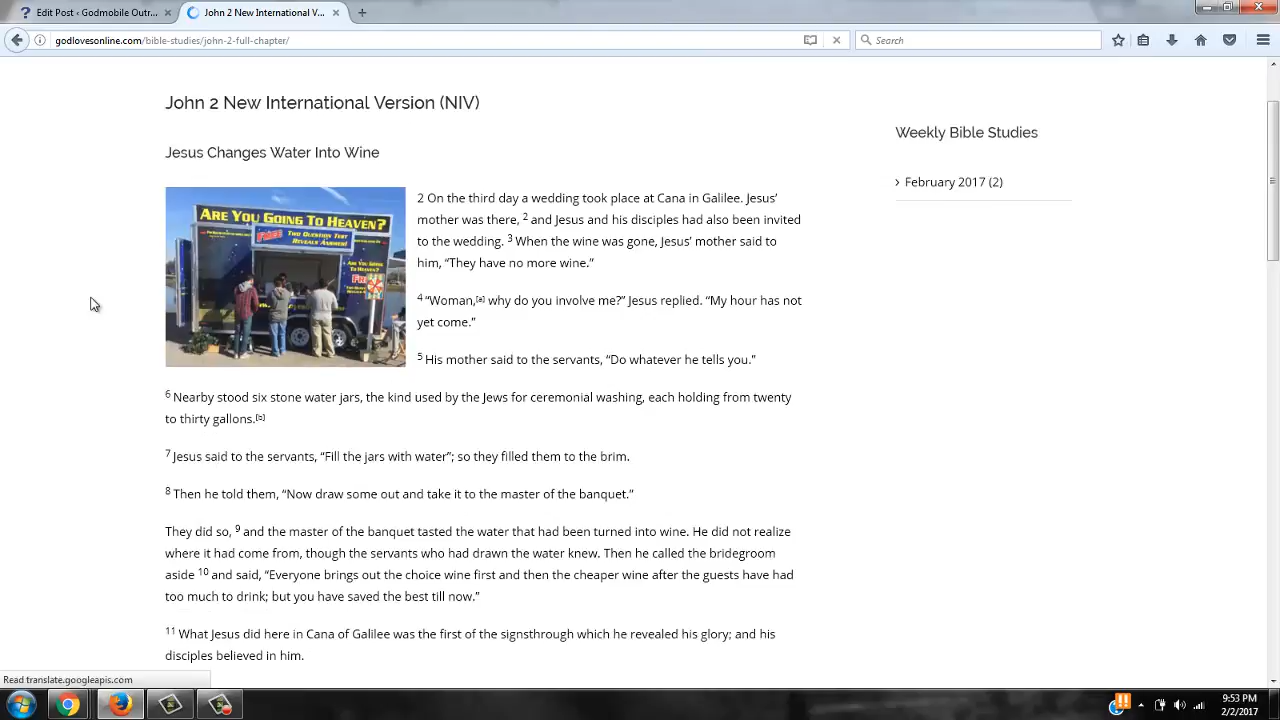 Edit Post ‹ Godmobile Outr...
John 2 New International V...
godlovesonline.com/bible-studies/john-2-full-chapter/
Search
John 2 New International Version (NIV)
Jesus Changes Water Into Wine
ARE YOU GOING TO HEAVEN?
FREE
TWO QUESTION TEST
REVEALS ANSWER!
ARE YOU
GOING TO
HEAVEN?
2 On the third day a wedding took place at Cana in Galilee. Jesus’
mother was there, 2 and Jesus and his disciples had also been invited
to the wedding. 3 When the wine was gone, Jesus’ mother said to
him, “They have no more wine.”
4 “Woman,[a] why do you involve me?” Jesus replied. “My hour has not
yet come.”
5 His mother said to the servants, “Do whatever he tells you.”
6 Nearby stood six stone water jars, the kind used by the Jews for ceremonial washing, each holding from twenty
to thirty gallons.[b]
7 Jesus said to the servants, “Fill the jars with water”; so they filled them to the brim.
8 Then he told them, “Now draw some out and take it to the master of the banquet.”
They did so, 9 and the master of the banquet tasted the water that had been turned into wine. He did not realize
where it had come from, though the servants who had drawn the water knew. Then he called the bridegroom
aside 10 and said, “Everyone brings out the choice wine first and then the cheaper wine after the guests have had
too much to drink; but you have saved the best till now.”
11 What Jesus did here in Cana of Galilee was the first of the signsthrough which he revealed his glory; and his
disciples believed in him.
Weekly Bible Studies
February 2017 (2)
Read translate.googleapis.com
9:53 PM
2/2/2017